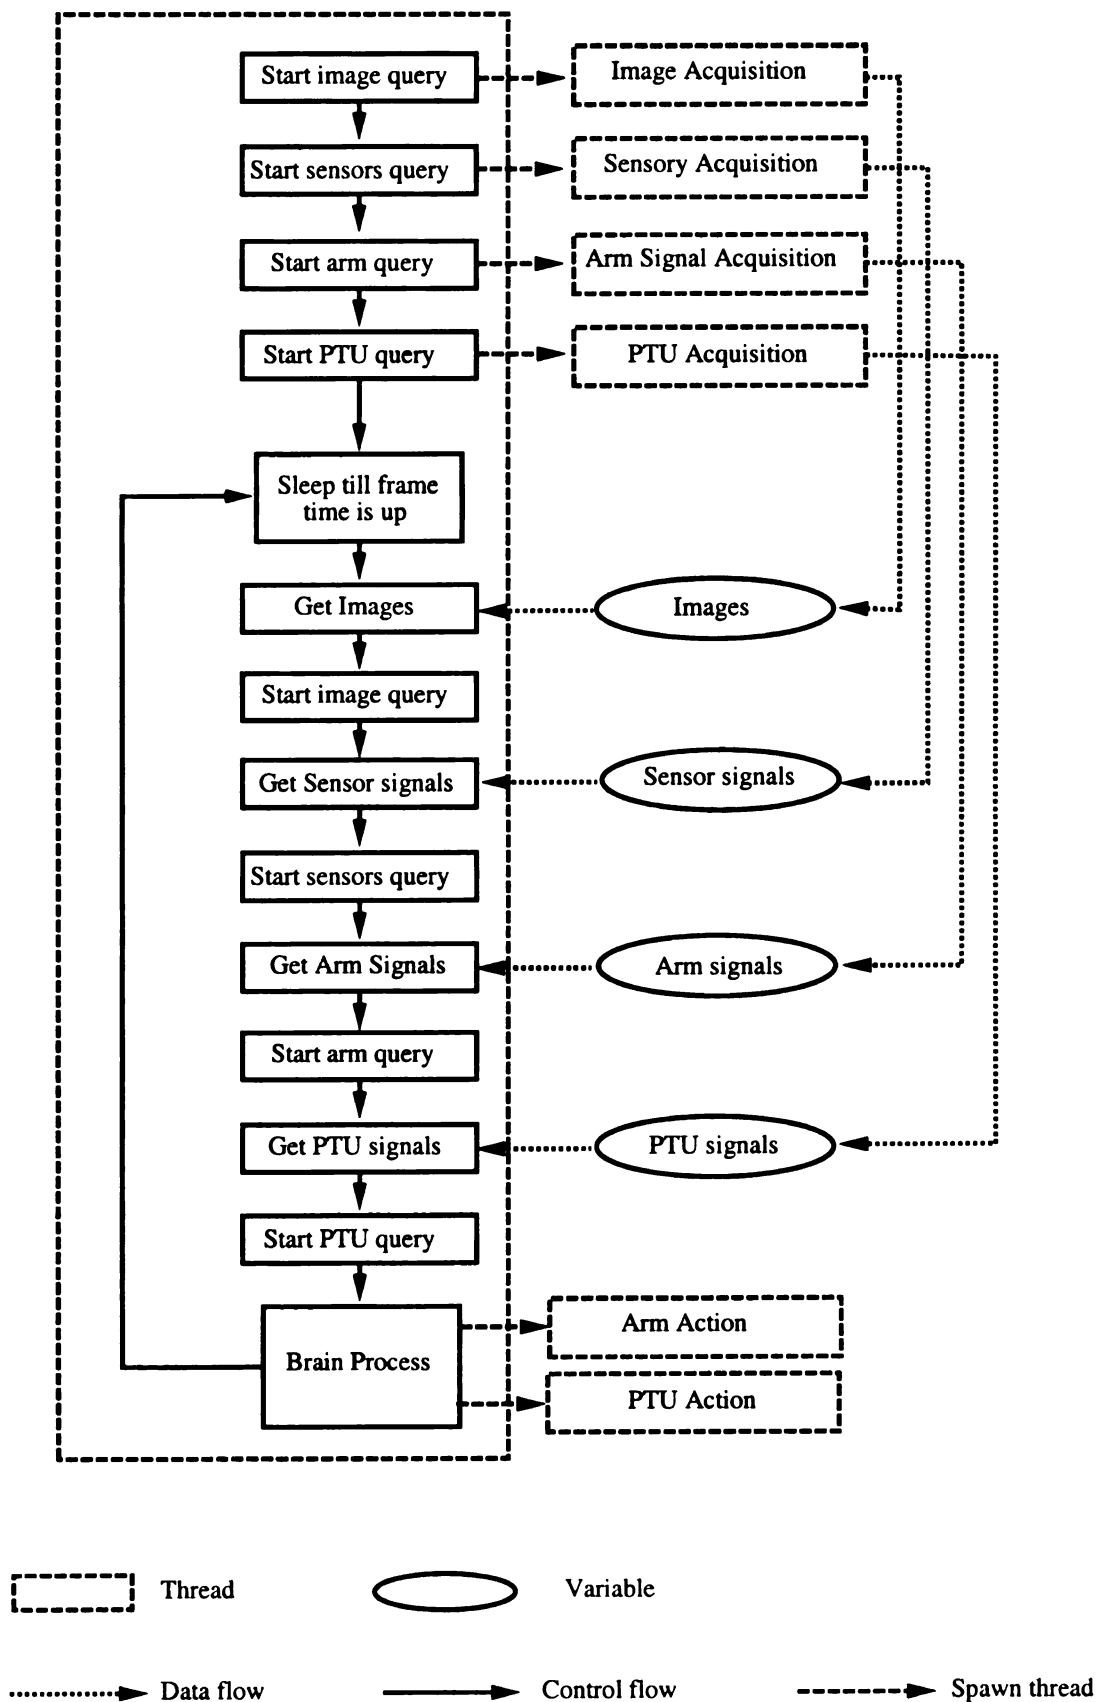 Start image query
Image Acquisition
Start sensors query
Sensory Acquisition
Start arm query
Arm Signal Acquisition
Start PTU query
PTU Acquisition
Sleep till frame
time is up
Get Images
Images
Start image query
Get Sensor signals
Sensor signals
Start sensors query
Get Arm Signals
Arm signals
Start arm query
Get PTU signals
PTU signals
Start PTU query
Brain Process
Arm Action
PTU Action
Thread
Variable
Data flow
Control flow
Spawn thread